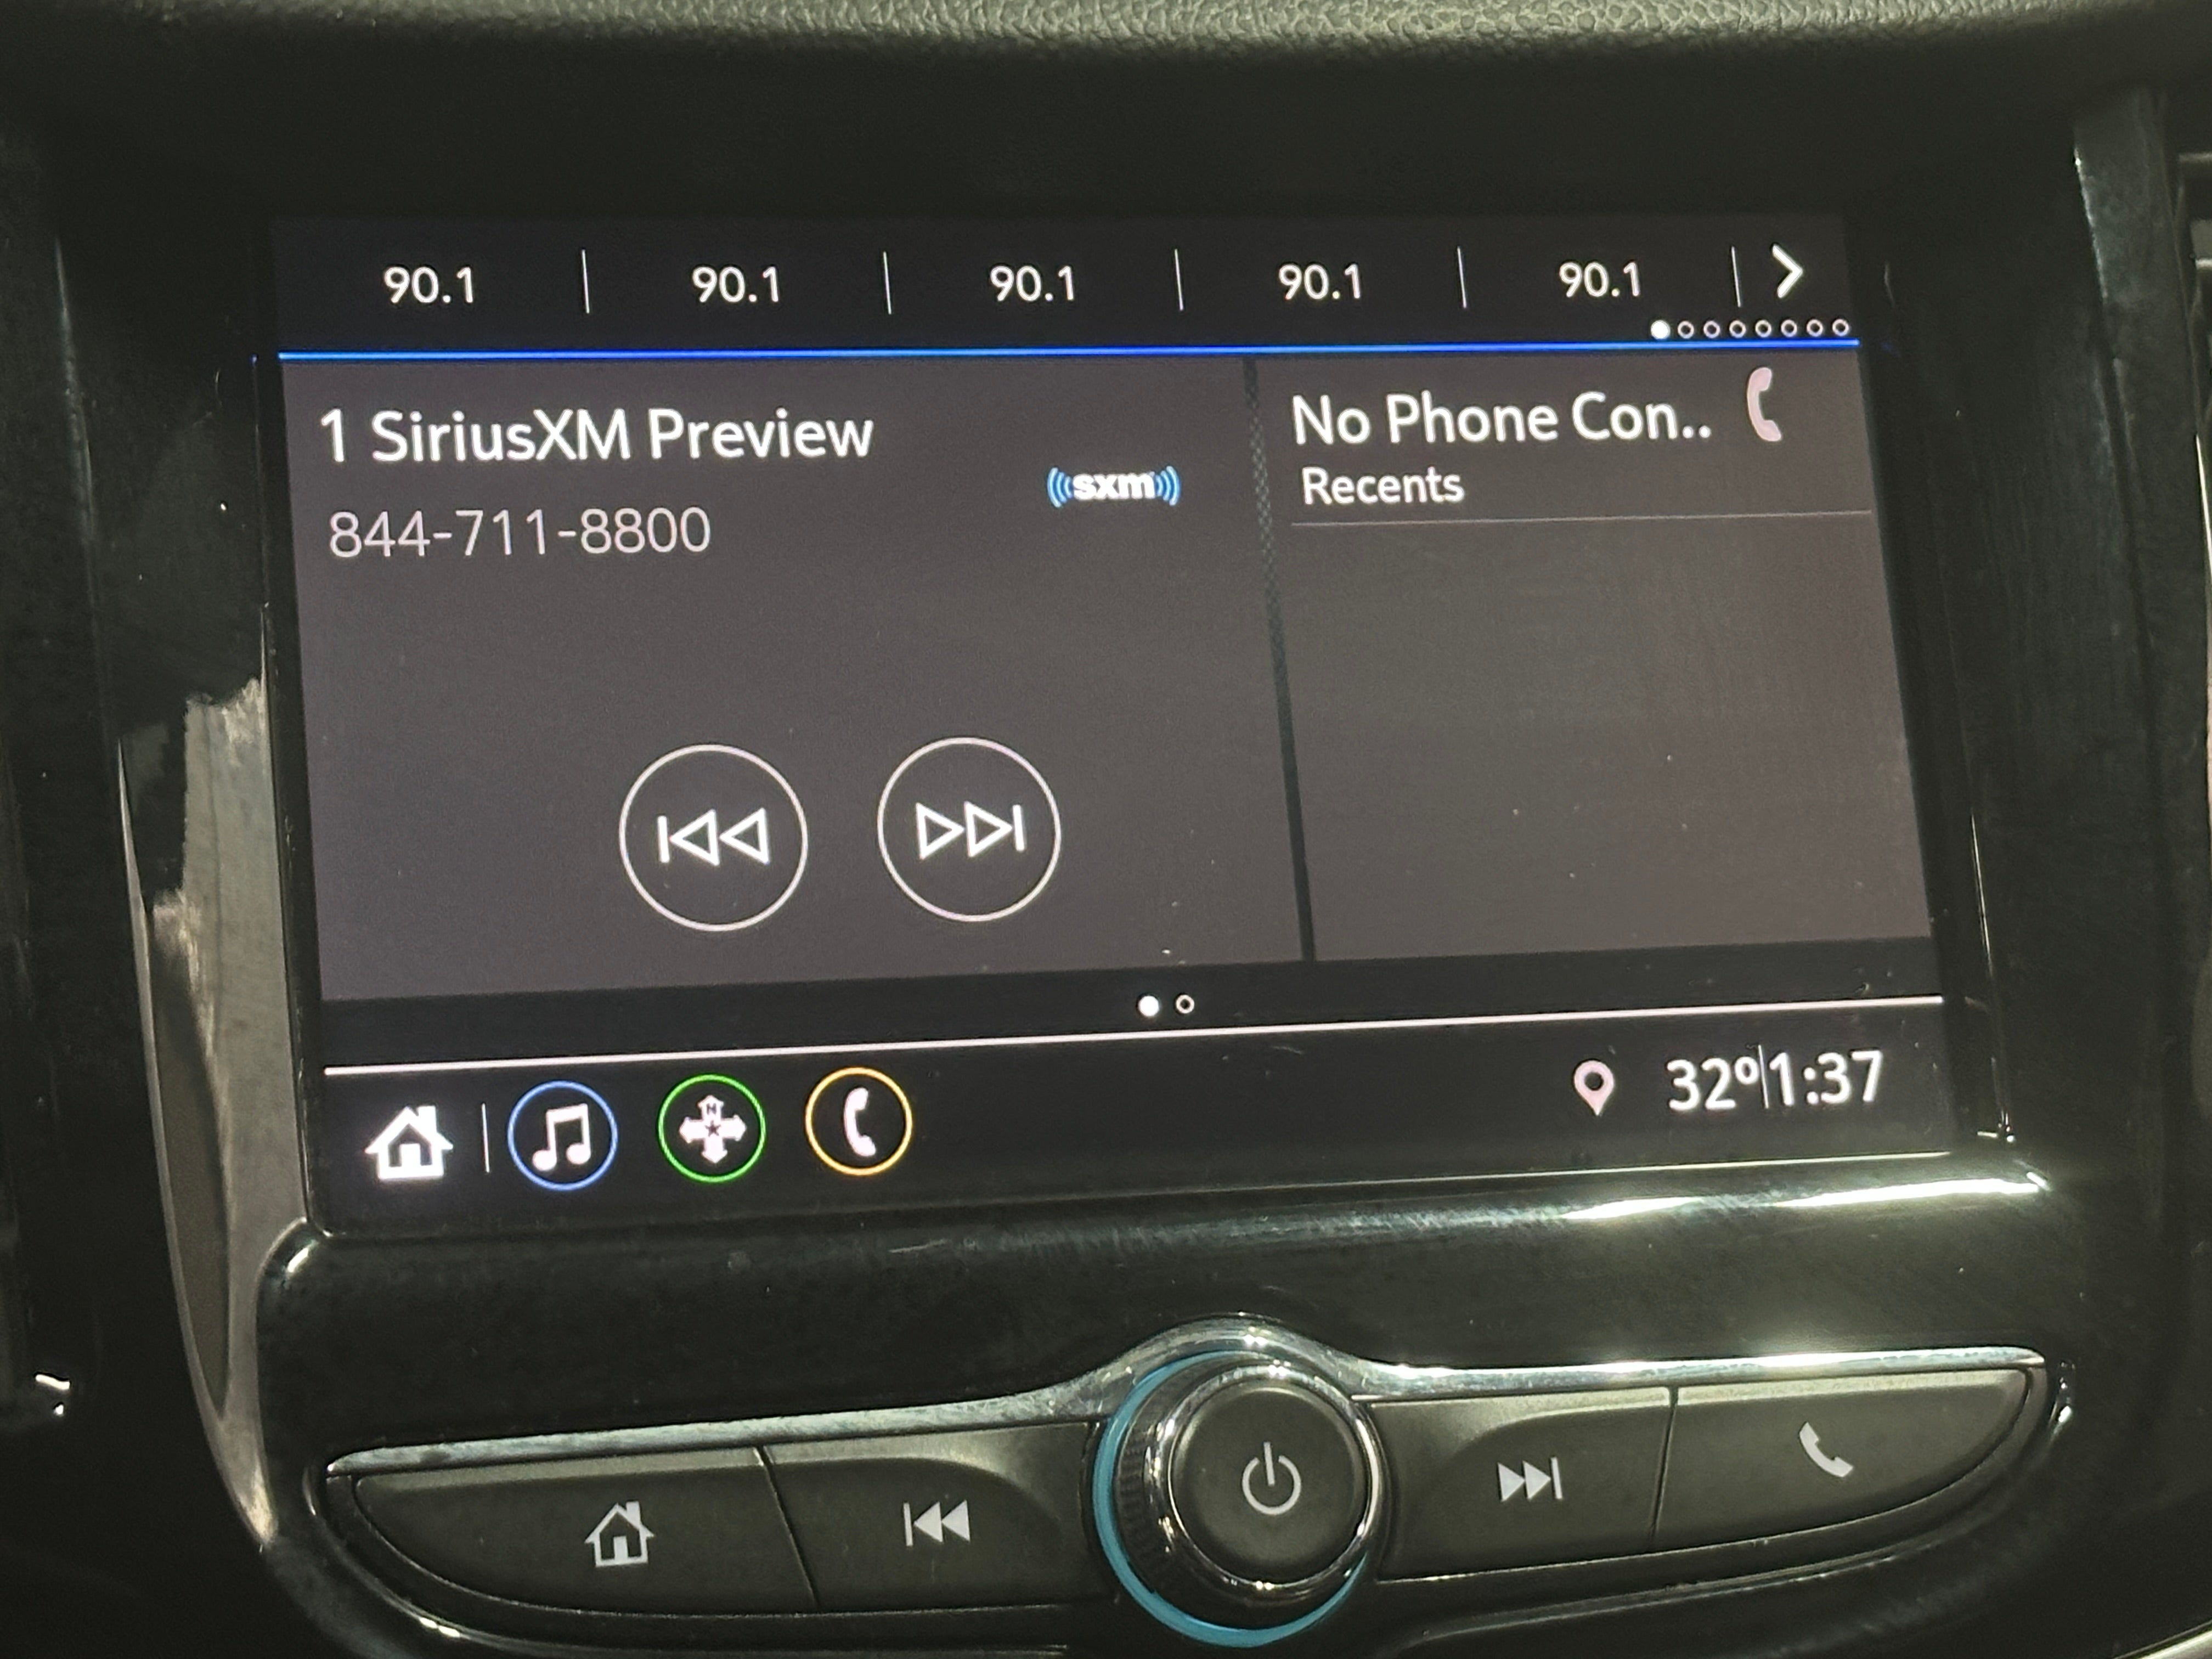 90.1 | 90.1 | 90.1 | 90.1 | 90.1
1 SiriusXM Preview
844-711-8800
sxm
No Phone Con..
Recents
N
32º|1:37